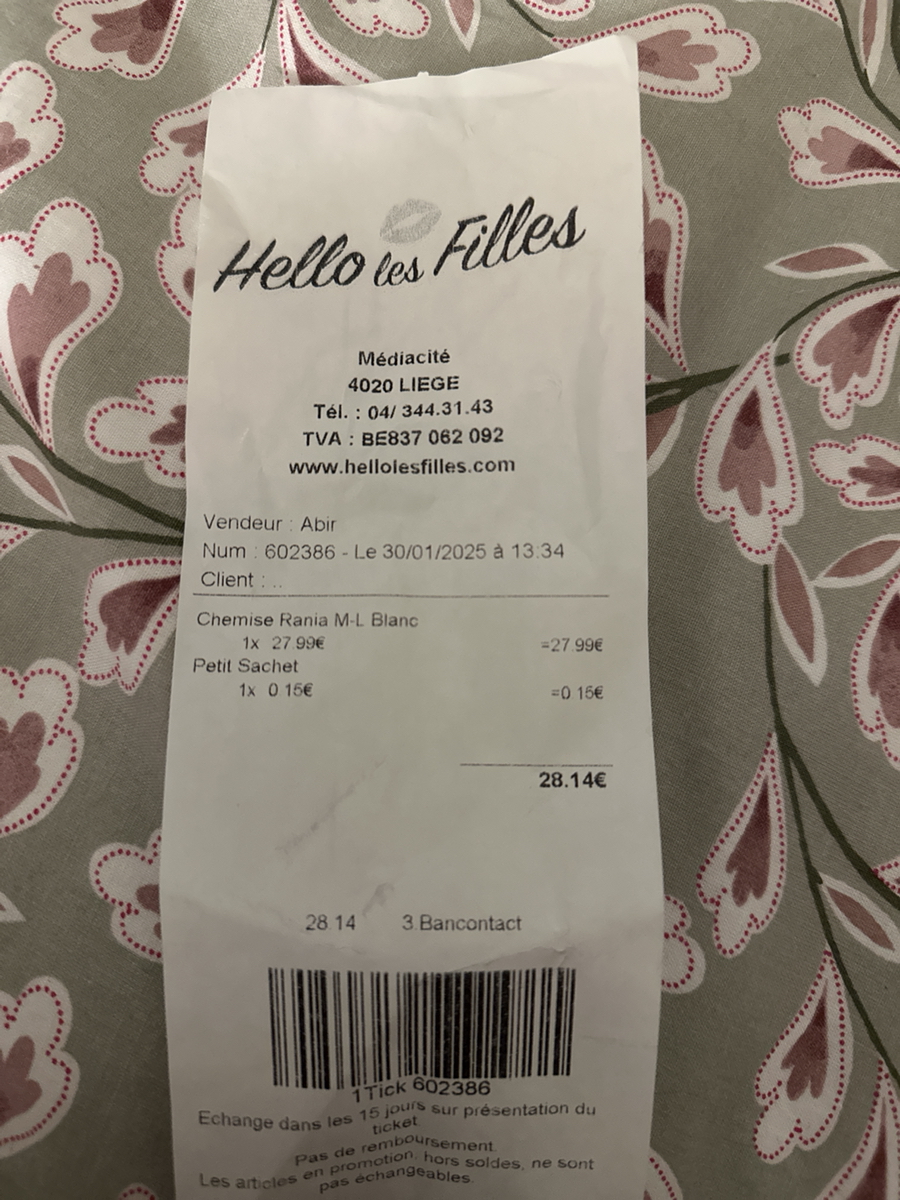 Hello les Filles
Médiacité
4020 LIEGE
Tél. : 04/ 344.31.43
TVA : BE837 062 092
www.hellolesfilles.com
Vendeur : Abir
Num : 602386 - Le 30/01/2025 à 13:34
Client : ..
Chemise Rania M-L Blanc
1x 27.99€ =27.99€
Petit Sachet
1x 0.15€ =0.15€
28.14€
28.14 3.Bancontact
1Tick 602386
Echange dans les 15 jours sur présentation du
ticket.
Pas de remboursement.
Les articles en promotion, hors soldes, ne sont
pas échangeables.